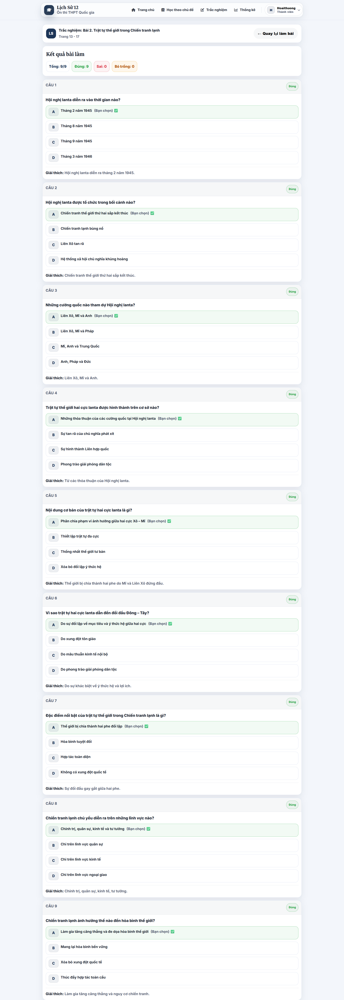 Lịch Sử 12
Ôn thi THPT Quốc gia
Trang chủ
Học theo chủ đề
Trắc nghiệm
Thống kê
H
Hoaithuong
Thành viên
LS
Trắc nghiệm: Bài 2. Trật tự thế giới trong Chiến tranh lạnh
Trang 13 - 17
← Quay lại làm bài
Kết quả bài làm
Tổng: 9/9
Đúng: 9
Sai: 0
Bỏ trống: 0
CÂU 1
Đúng
Hội nghị Ianta diễn ra vào thời gian nào?
A Tháng 2 năm 1945 (Bạn chọn) ✅
B Tháng 8 năm 1945
C Tháng 9 năm 1945
D Tháng 3 năm 1946
Giải thích: Hội nghị Ianta diễn ra tháng 2 năm 1945.
CÂU 2
Đúng
Hội nghị Ianta được tổ chức trong bối cảnh nào?
A Chiến tranh thế giới thứ hai sắp kết thúc (Bạn chọn) ✅
B Chiến tranh lạnh bùng nổ
C Liên Xô tan rã
D Hệ thống xã hội chủ nghĩa khủng hoảng
Giải thích: Chiến tranh thế giới thứ hai sắp kết thúc.
CÂU 3
Đúng
Những cường quốc nào tham dự Hội nghị Ianta?
A Liên Xô, Mĩ và Anh (Bạn chọn) ✅
B Liên Xô, Mĩ và Pháp
C Mĩ, Anh và Trung Quốc
D Anh, Pháp và Đức
Giải thích: Liên Xô, Mĩ và Anh.
CÂU 4
Đúng
Trật tự thế giới hai cực Ianta được hình thành trên cơ sở nào?
A Những thỏa thuận của các cường quốc tại Hội nghị Ianta (Bạn chọn) ✅
B Sự tan rã của chủ nghĩa phát xít
C Sự hình thành Liên hợp quốc
D Phong trào giải phóng dân tộc
Giải thích: Từ các thỏa thuận của Hội nghị Ianta.
CÂU 5
Đúng
Nội dung cơ bản của trật tự hai cực Ianta là gì?
A Phân chia phạm vi ảnh hưởng giữa hai cực Xô – Mĩ (Bạn chọn) ✅
B Thiết lập trật tự đa cực
C Thống nhất thế giới tư bản
D Xóa bỏ đối lập ý thức hệ
Giải thích: Thế giới bị chia thành hai phe do Mĩ và Liên Xô đứng đầu.
CÂU 6
Đúng
Vì sao trật tự hai cực Ianta dẫn đến đối đầu Đông – Tây?
A Do sự đối lập về mục tiêu và ý thức hệ giữa hai cực (Bạn chọn) ✅
B Do xung đột tôn giáo
C Do mâu thuẫn kinh tế nội bộ
D Do phong trào giải phóng dân tộc
Giải thích: Do sự khác biệt về ý thức hệ và lợi ích.
CÂU 7
Đúng
Đặc điểm nổi bật của trật tự thế giới trong Chiến tranh lạnh là gì?
A Thế giới bị chia thành hai phe đối lập (Bạn chọn) ✅
B Hòa bình tuyệt đối
C Hợp tác toàn diện
D Không có xung đột quốc tế
Giải thích: Sự đối đầu gay gắt giữa hai phe.
CÂU 8
Đúng
Chiến tranh lạnh chủ yếu diễn ra trên những lĩnh vực nào?
A Chính trị, quân sự, kinh tế và tư tưởng (Bạn chọn) ✅
B Chỉ trên lĩnh vực quân sự
C Chỉ trên lĩnh vực kinh tế
D Chỉ trên lĩnh vực ngoại giao
Giải thích: Chính trị, quân sự, kinh tế, tư tưởng.
CÂU 9
Đúng
Chiến tranh lạnh ảnh hưởng thế nào đến hòa bình thế giới?
A Làm gia tăng căng thẳng và đe dọa hòa bình thế giới (Bạn chọn) ✅
B Mang lại hòa bình bền vững
C Xóa bỏ xung đột quốc tế
D Thúc đẩy hợp tác toàn cầu
Giải thích: Làm gia tăng căng thẳng và nguy cơ chiến tranh.